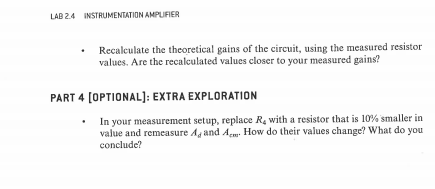 LAB 2.4 INSTRUMENTATION AMPLIFIER
• Recalculate the theoretical gains of the circuit, using the measured resistor
values. Are the recalculated values closer to your measured gains?
PART 4 [OPTIONAL]: EXTRA EXPLORATION
• In your measurement setup, replace R₄ with a resistor that is 10% smaller in
value and remeasure A_d and A_cm. How do their values change? What do you
conclude?